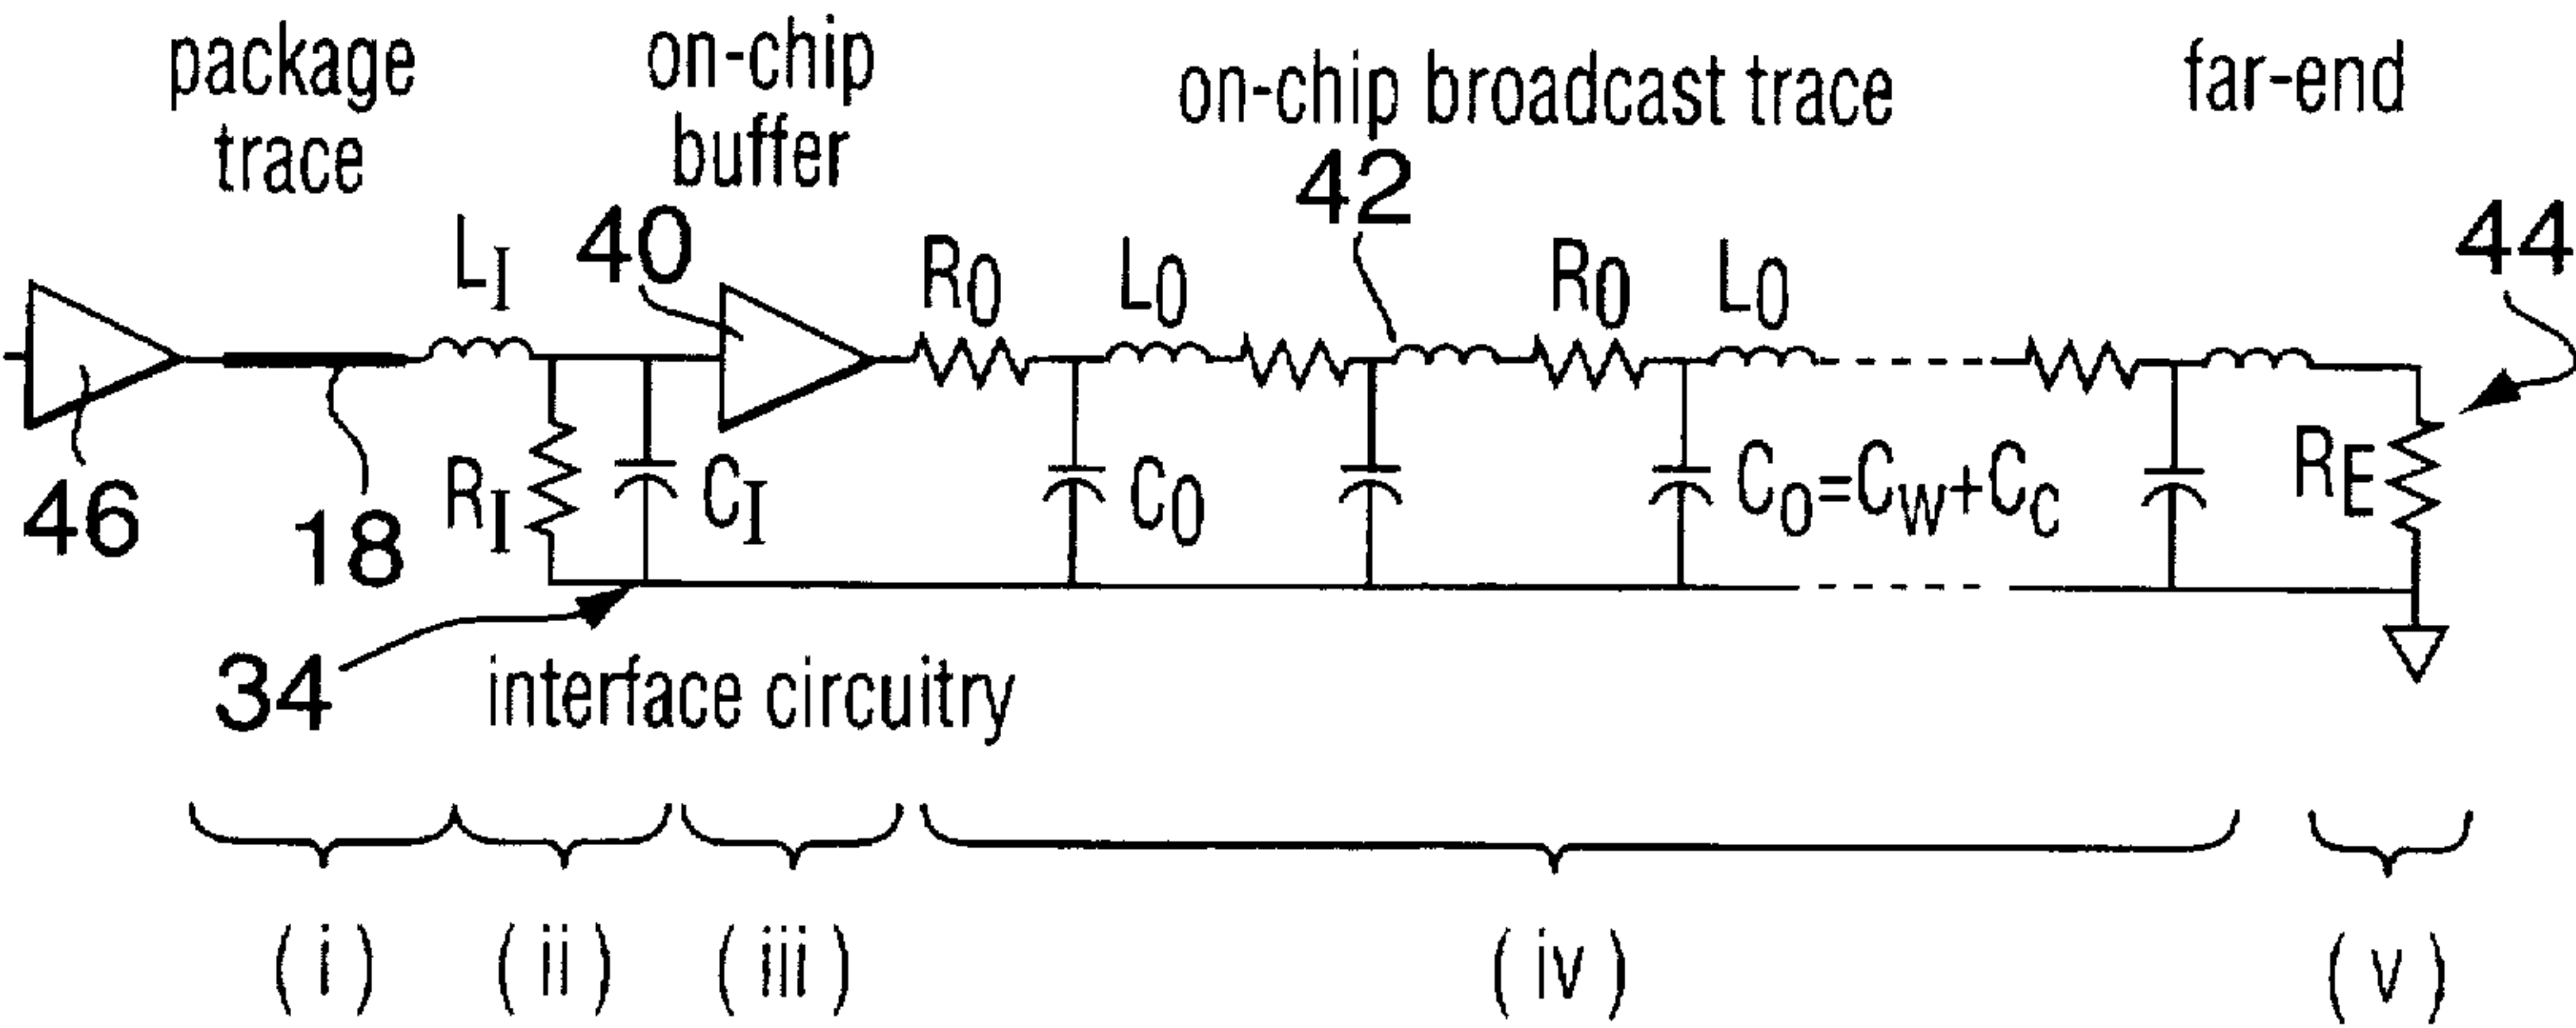 package
trace
on-chip
buffer
on-chip broadcast trace
far-end
42
44
L_I
40
R_0
L_0
R_0
L_0
46
18
R_I
C_I
C_0
C_0=C_W+C_C
R_E
34
interface circuitry
(i)
(ii)
(iii)
(iv)
(v)